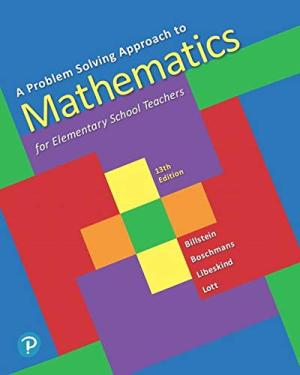 A Problem Solving Approach to
Mathematics
for Elementary School Teachers
13th
Edition
Billstein
Boschmans
Libeskind
Lott
P